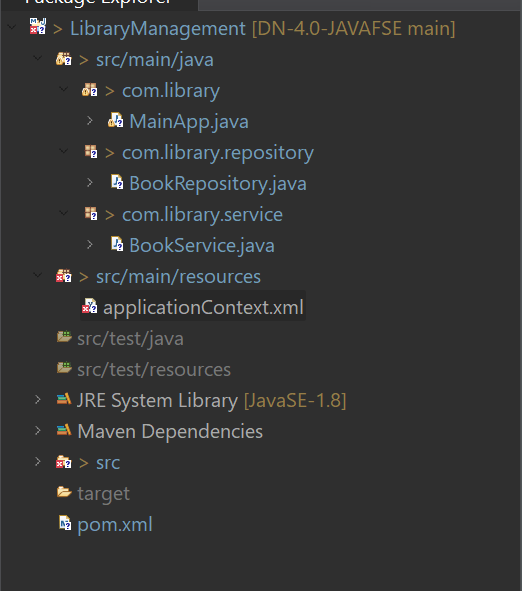 Package Explorer
> LibraryManagement [DN-4.0-JAVAFSE main]
> src/main/java
> com.library
MainApp.java
> com.library.repository
BookRepository.java
> com.library.service
BookService.java
> src/main/resources
applicationContext.xml
src/test/java
src/test/resources
JRE System Library [JavaSE-1.8]
Maven Dependencies
> src
target
pom.xml